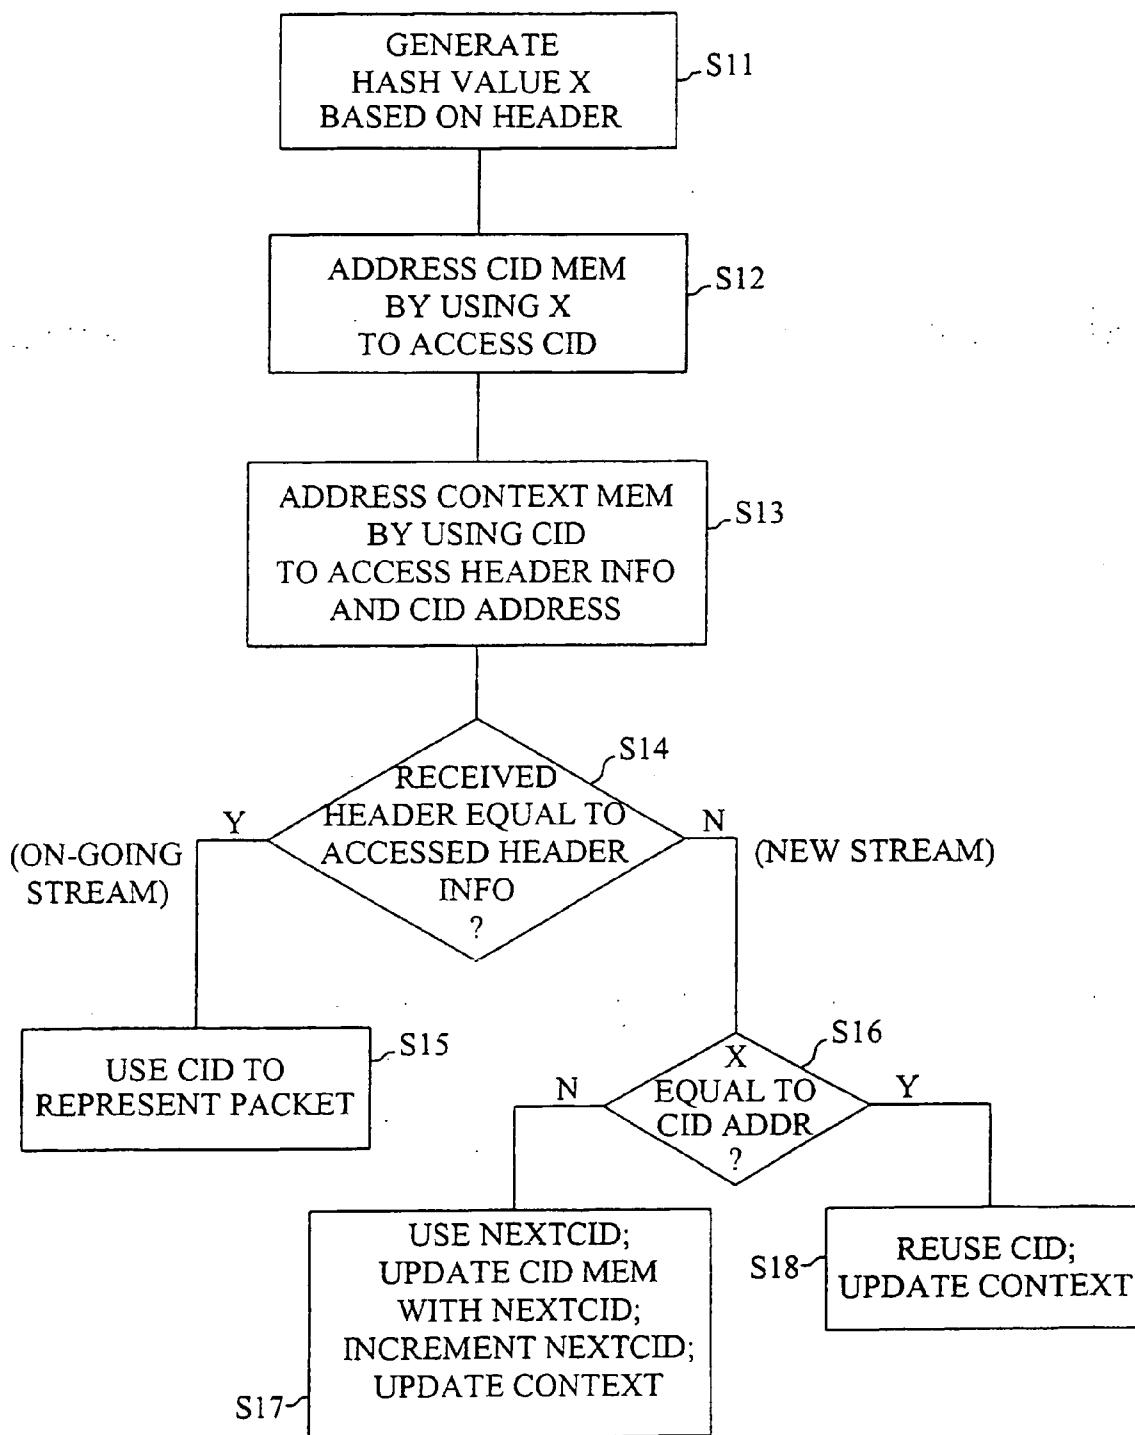 GENERATE
HASH VALUE X
BASED ON HEADER
S11
ADDRESS CID MEM
BY USING X
TO ACCESS CID
S12
ADDRESS CONTEXT MEM
BY USING CID
TO ACCESS HEADER INFO
AND CID ADDRESS
S13
RECEIVED
HEADER EQUAL TO
ACCESSED HEADER
INFO
?
S14
Y
(ON-GOING
STREAM)
N
(NEW STREAM)
USE CID TO
REPRESENT PACKET
S15
X
EQUAL TO
CID ADDR
?
S16
N
Y
USE NEXTCID;
UPDATE CID MEM
WITH NEXTCID;
INCREMENT NEXTCID;
UPDATE CONTEXT
S17
REUSE CID;
UPDATE CONTEXT
S18